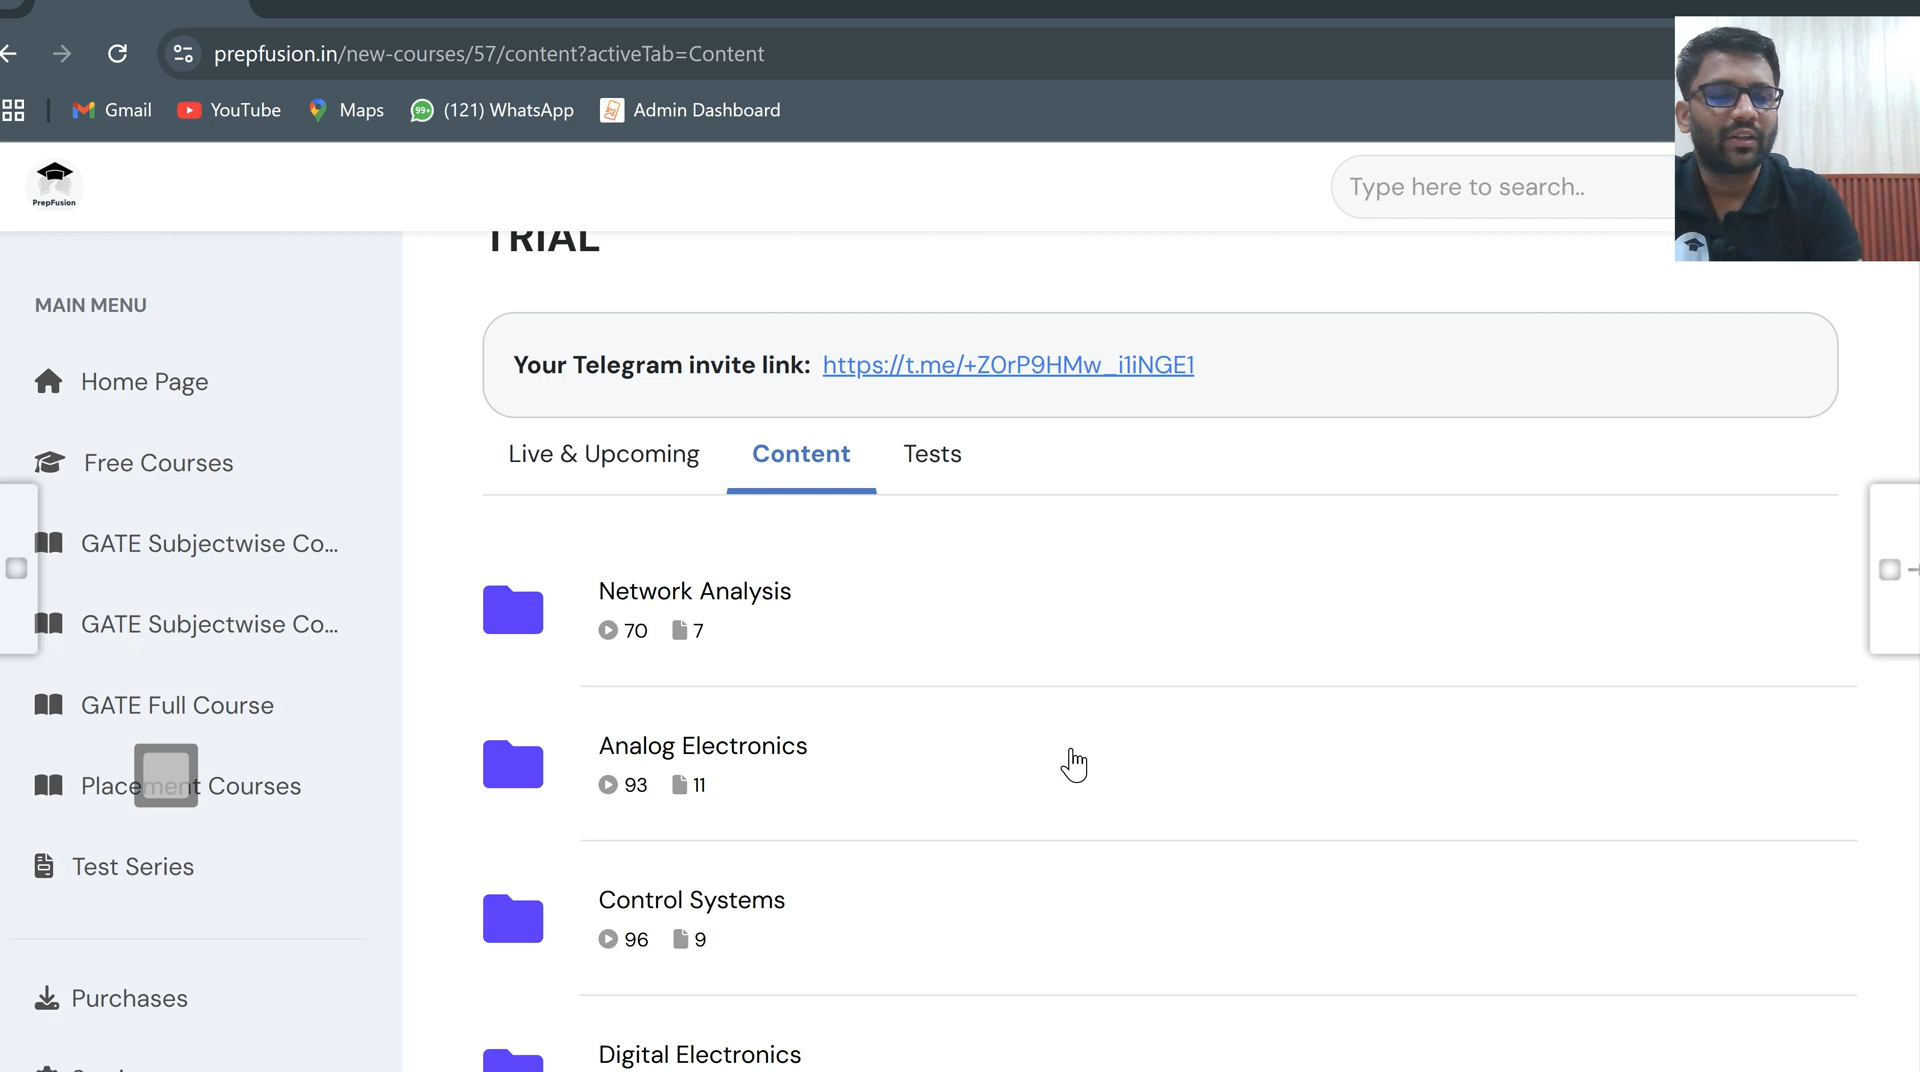 prepfusion.in/new-courses/57/content?activeTab=Content
Gmail
YouTube
Maps
99+
(121) WhatsApp
Admin Dashboard
PrepFusion
Type here to search..
TRIAL
MAIN MENU
Home Page
Free Courses
GATE Subjectwise Co...
GATE Subjectwise Co...
GATE Full Course
Placement Courses
Test Series
Purchases
Your Telegram invite link: https://t.me/+Z0rP9HMw_i1iNGE1
Live & Upcoming
Content
Tests
Network Analysis
70 7
Analog Electronics
93 11
Control Systems
96 9
Digital Electronics